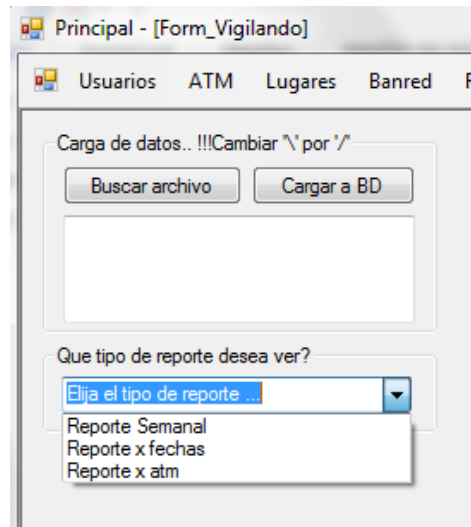 Principal - [Form_Vigilando]
Usuarios ATM Lugares Banred
Carga de datos.. !!!Cambiar '\' por '/'
Buscar archivo Cargar a BD
Que tipo de reporte desea ver?
Elija el tipo de reporte ...
Reporte Semanal
Reporte x fechas
Reporte x atm